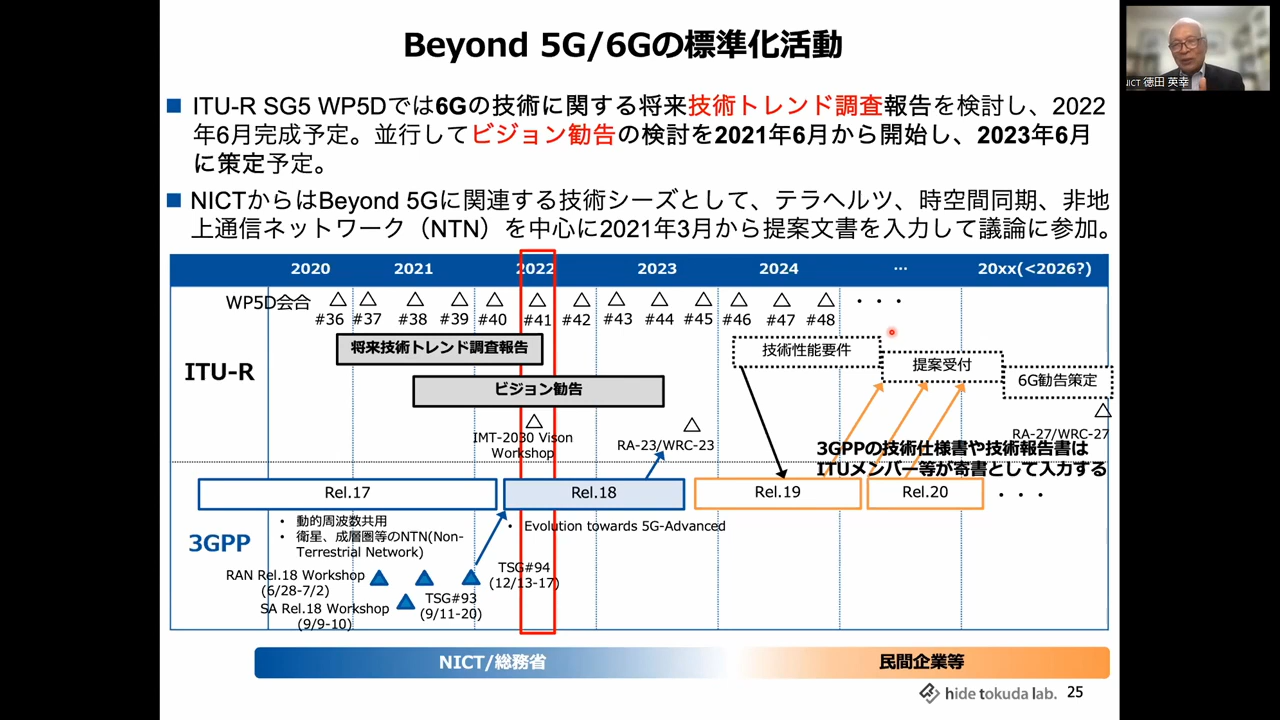 Beyond 5G/6Gの標準化活動
ITU-R SG5 WP5Dでは6Gの技術に関する将来技術トレンド調査報告を検討し、2022
年6月完成予定。並行してビジョン勧告の検討を2021年6月から開始し、2023年6月
に策定予定。
NICTからはBeyond 5Gに関連する技術シーズとして、テラヘルツ、時空間同期、非地
上通信ネットワーク（NTN）を中心に2021年3月から提案文書を入力して議論に参加。
2020 2021 2022 2023 2024 … 20xx(<2026?)
WP5D会合
#36 #37 #38 #39 #40 #41 #42 #43 #44 #45 #46 #47 #48 ・・・
将来技術トレンド調査報告
技術性能要件
提案受付
ITU-R
6G勧告策定
ビジョン勧告
IMT-2030 Vison
Workshop
RA-23/WRC-23
RA-27/WRC-27
3GPPの技術仕様書や技術報告書は
ITUメンバー等が寄書として入力する
Rel.17 Rel.18 Rel.19 Rel.20 ・・・
• 動的周波数共用
• 衛星、成層圏等のNTN(Non-
Terrestrial Network)
• Evolution towards 5G-Advanced
3GPP
RAN Rel.18 Workshop
(6/28-7/2)
SA Rel.18 Workshop
(9/9-10)
TSG#93
(9/11-20)
TSG#94
(12/13-17)
NICT/総務省
民間企業等
hide tokuda lab. 25
NICT 徳田 英幸